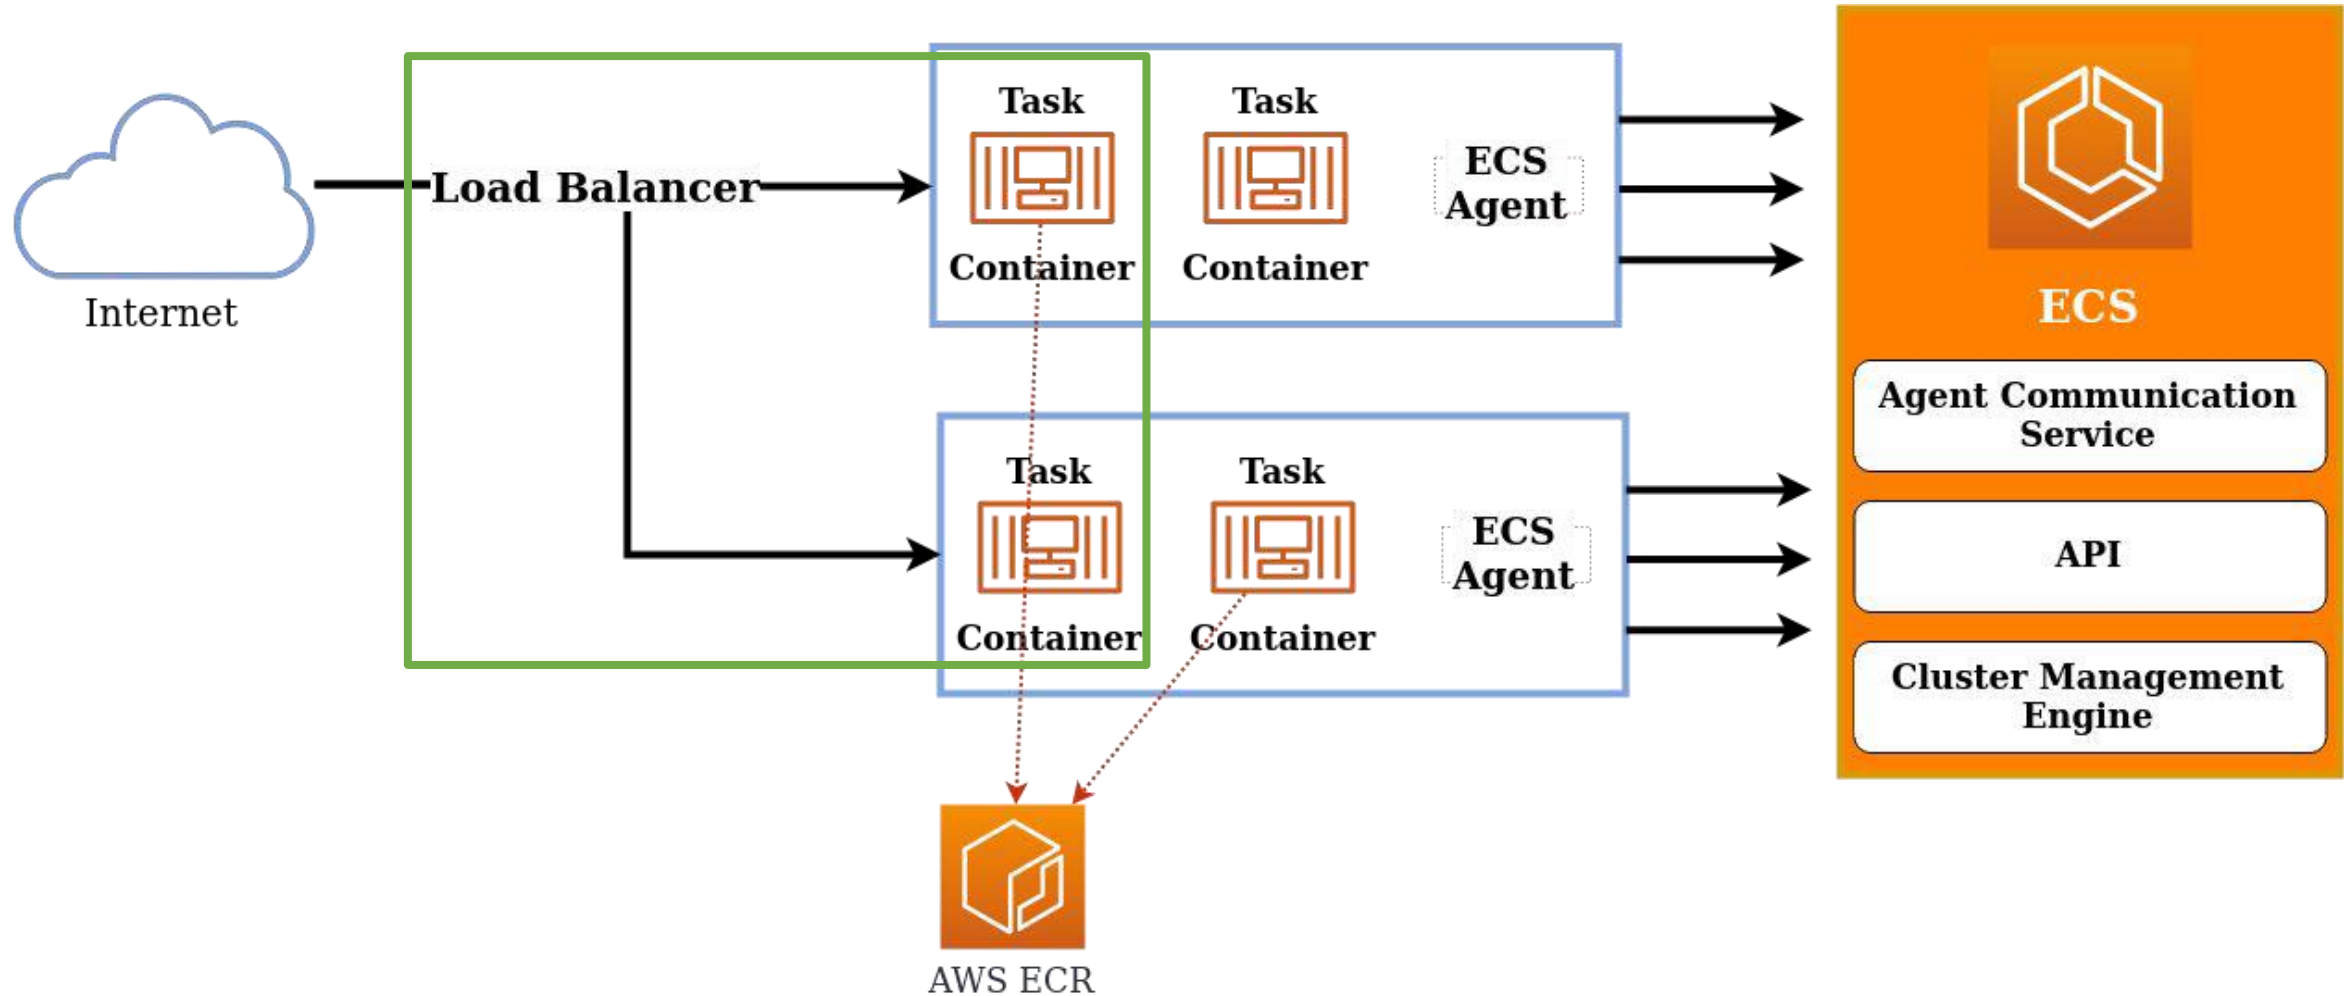 Internet
Load Balancer
Task
Container
Task
Container
ECS
Agent
Task
Container
Task
Container
ECS
Agent
AWS ECR
ECS
Agent Communication
Service
API
Cluster Management
Engine